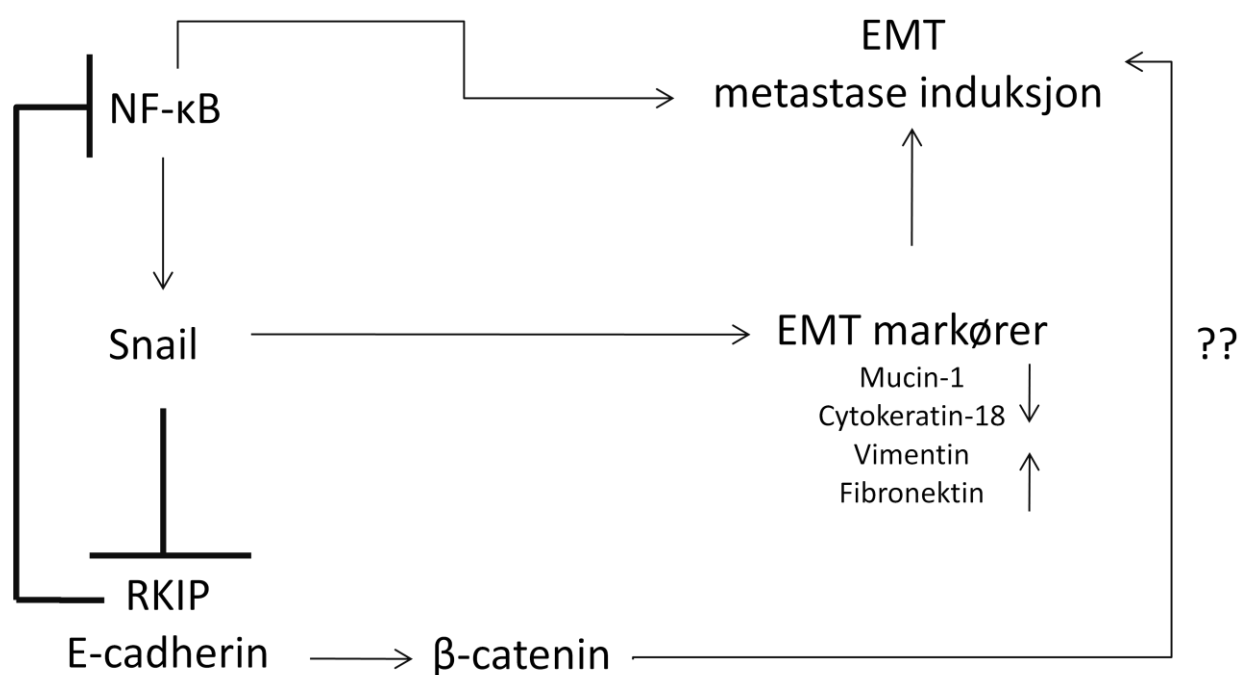 EMT
metastase induksjon
NF-κB
Snail
EMT markører
??
Mucin-1
Cytokeratin-18
Vimentin
Fibronektin
RKIP
E-cadherin
β-catenin